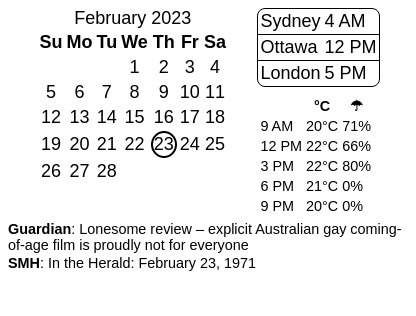 February 2023
Su Mo Tu We Th Fr Sa
1 2 3 4
5 6 7 8 9 10 11
12 13 14 15 16 17 18
19 20 21 22 23 24 25
26 27 28
Sydney 4 AM
Ottawa 12 PM
London 5 PM
°C ☂
9 AM 20°C 71%
12 PM 22°C 66%
3 PM 22°C 80%
6 PM 21°C 0%
9 PM 20°C 0%
Guardian: Lonesome review – explicit Australian gay coming-
of-age film is proudly not for everyone
SMH: In the Herald: February 23, 1971